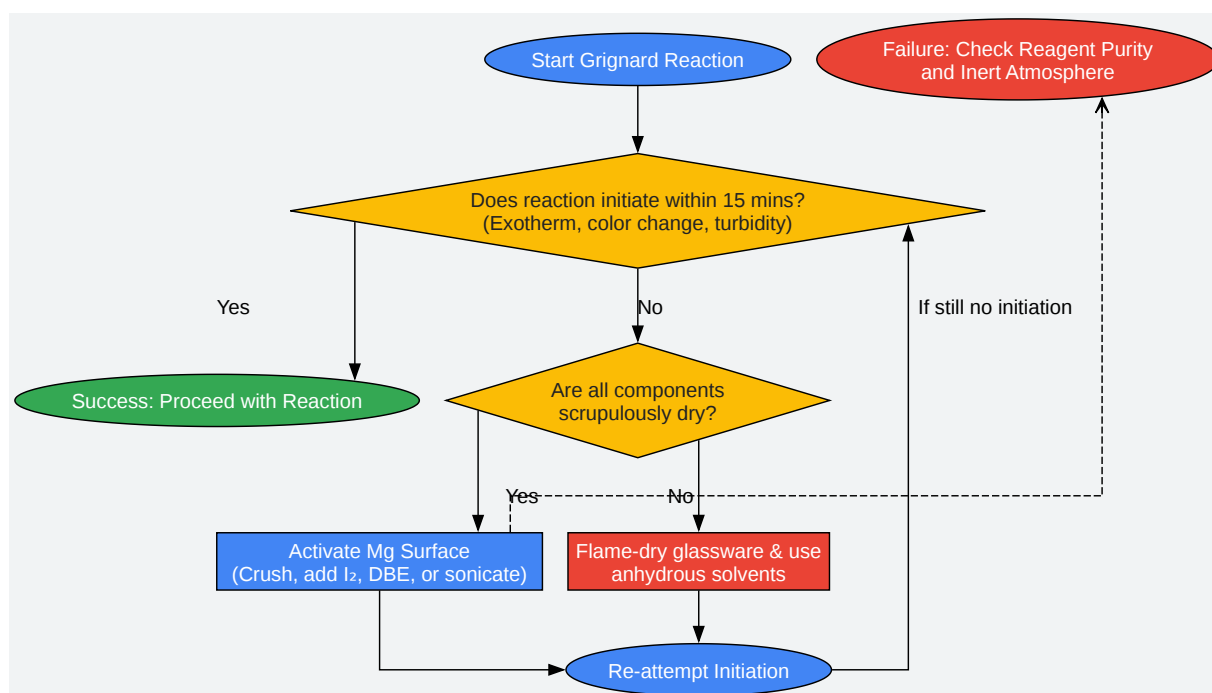 Start Grignard Reaction
Failure: Check Reagent Purity
and Inert Atmosphere
Does reaction initiate within 15 mins?
(Exotherm, color change, turbidity)
Yes
No
If still no initiation
Success: Proceed with Reaction
Are all components
scrupulously dry?
Yes
No
Activate Mg Surface
(Crush, add I₂, DBE, or sonicate)
Flame-dry glassware & use
anhydrous solvents
Re-attempt Initiation